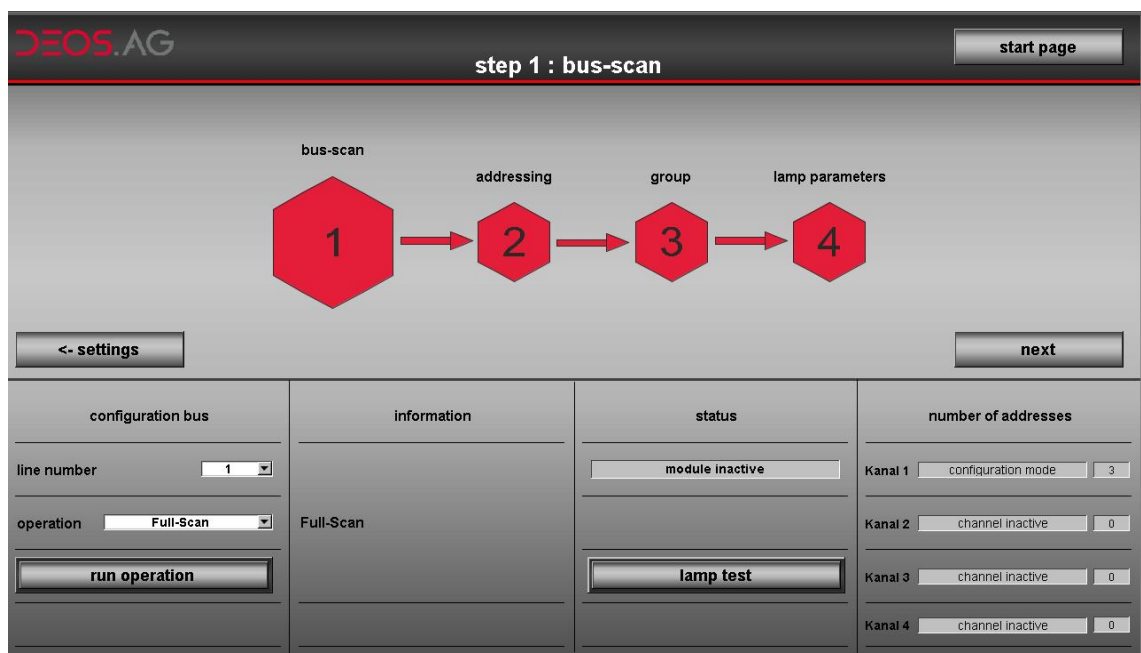 DEOS.AG
start page
step 1 : bus-scan
bus-scan
addressing
group
lamp parameters
1
2
3
4
<- settings
next
configuration bus
information
status
number of addresses
line number
1
module inactive
Kanal 1
configuration mode
3
operation
Full-Scan
Full-Scan
Kanal 2
channel inactive
0
run operation
lamp test
Kanal 3
channel inactive
0
Kanal 4
channel inactive
0